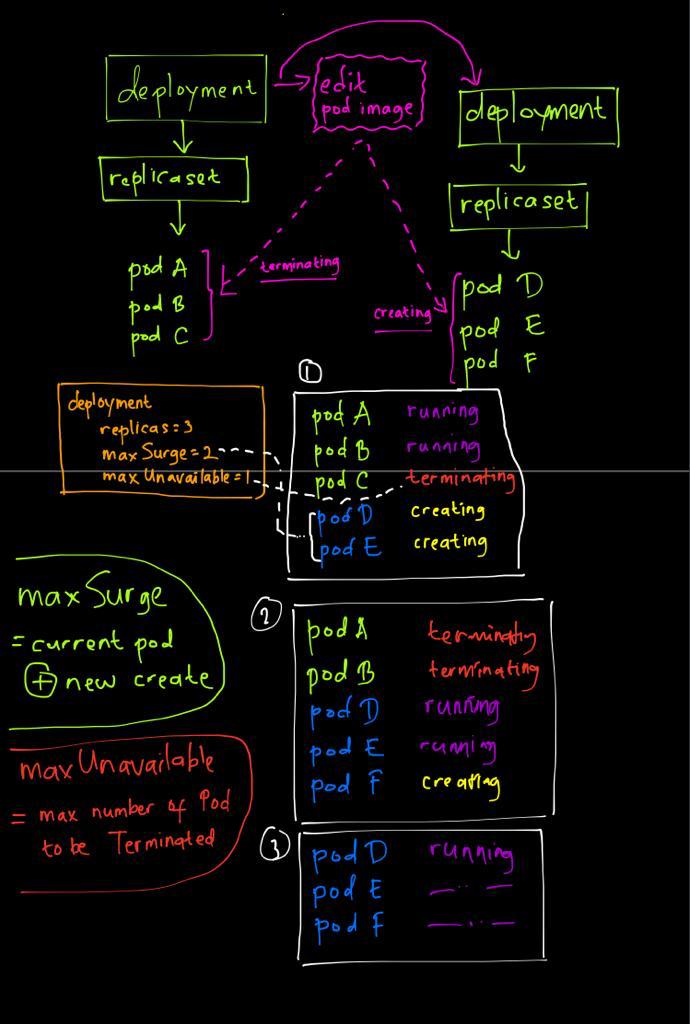 deployment
edit
pod image
deployment
replicaset
replicaset
terminating
creating
pod A
pod B
pod C
pod D
pod E
pod F
deployment
replicas=3
max Surge=2
max Unavailable=1
1
pod A running
pod B running
pod C terminating
pod D creating
pod E creating
max Surge
= current pod
+ new create
2
pod A terminatiy
pod B terminating
pod D running
pod E running
pod F creating
max Unavailable
= max number of Pod
to be Terminated
3
pod D running
pod E — .. —
pod F — .. —